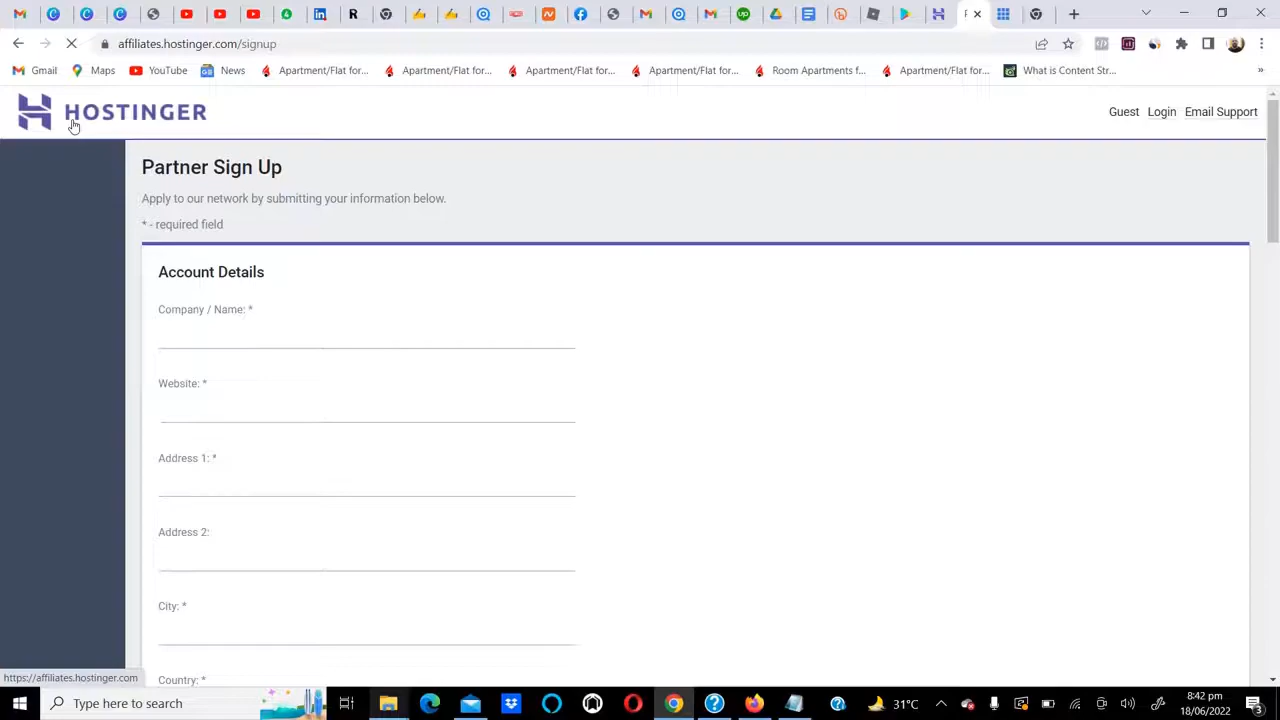 affiliates.hostinger.com/signup
Gmail
Maps
YouTube
News
Apartment/Flat for...
Apartment/Flat for...
Apartment/Flat for...
Apartment/Flat for...
Room Apartments f...
Apartment/Flat for...
What is Content Str...
»
HOSTINGER
Guest Login Email Support
Partner Sign Up
Apply to our network by submitting your information below.
* - required field
Account Details
Company / Name: *
Website: *
Address 1: *
Address 2:
City: *
Country: *
https://affiliates.hostinger.com
Type here to search
31°C
8:42 pm
18/06/2022
3